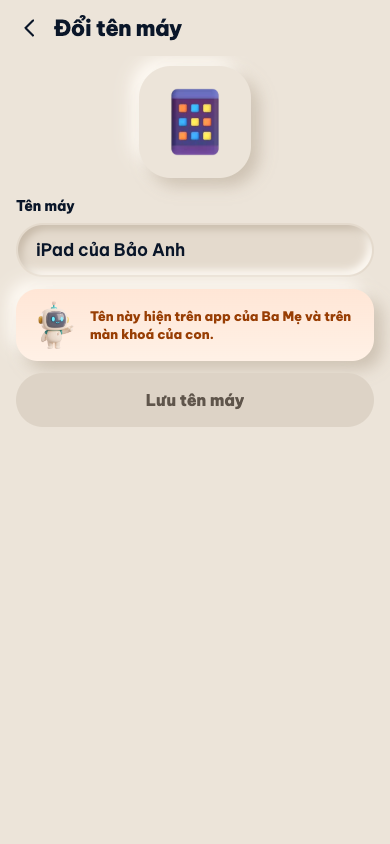 Đổi tên máy
Tên máy
iPad của Bảo Anh
Tên này hiện trên app của Ba Mẹ và trên
màn khoá của con.
Lưu tên máy